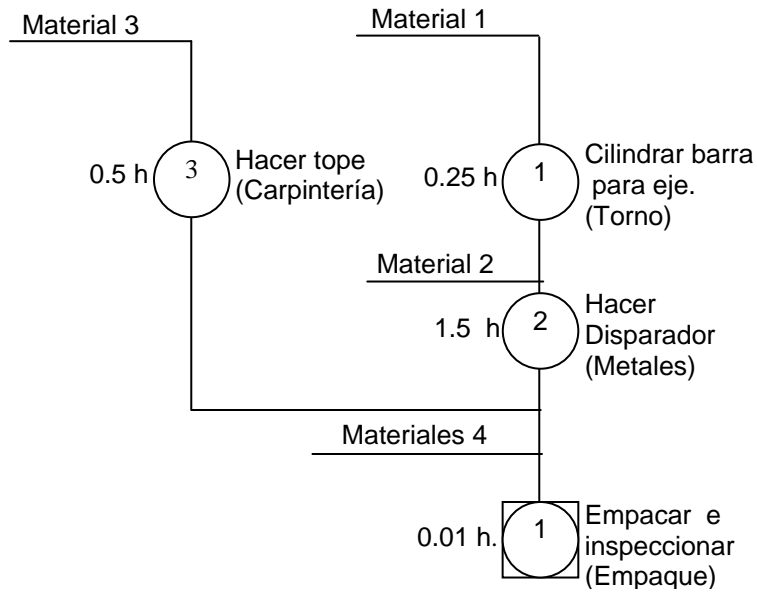 Material 3
Material 1
0.5 h
3
Hacer tope
(Carpintería)
0.25 h
1
Cilindrar barra
para eje.
(Torno)
Material 2
1.5 h
2
Hacer
Disparador
(Metales)
Materiales 4
0.01 h.
1
Empacar e
inspeccionar
(Empaque)